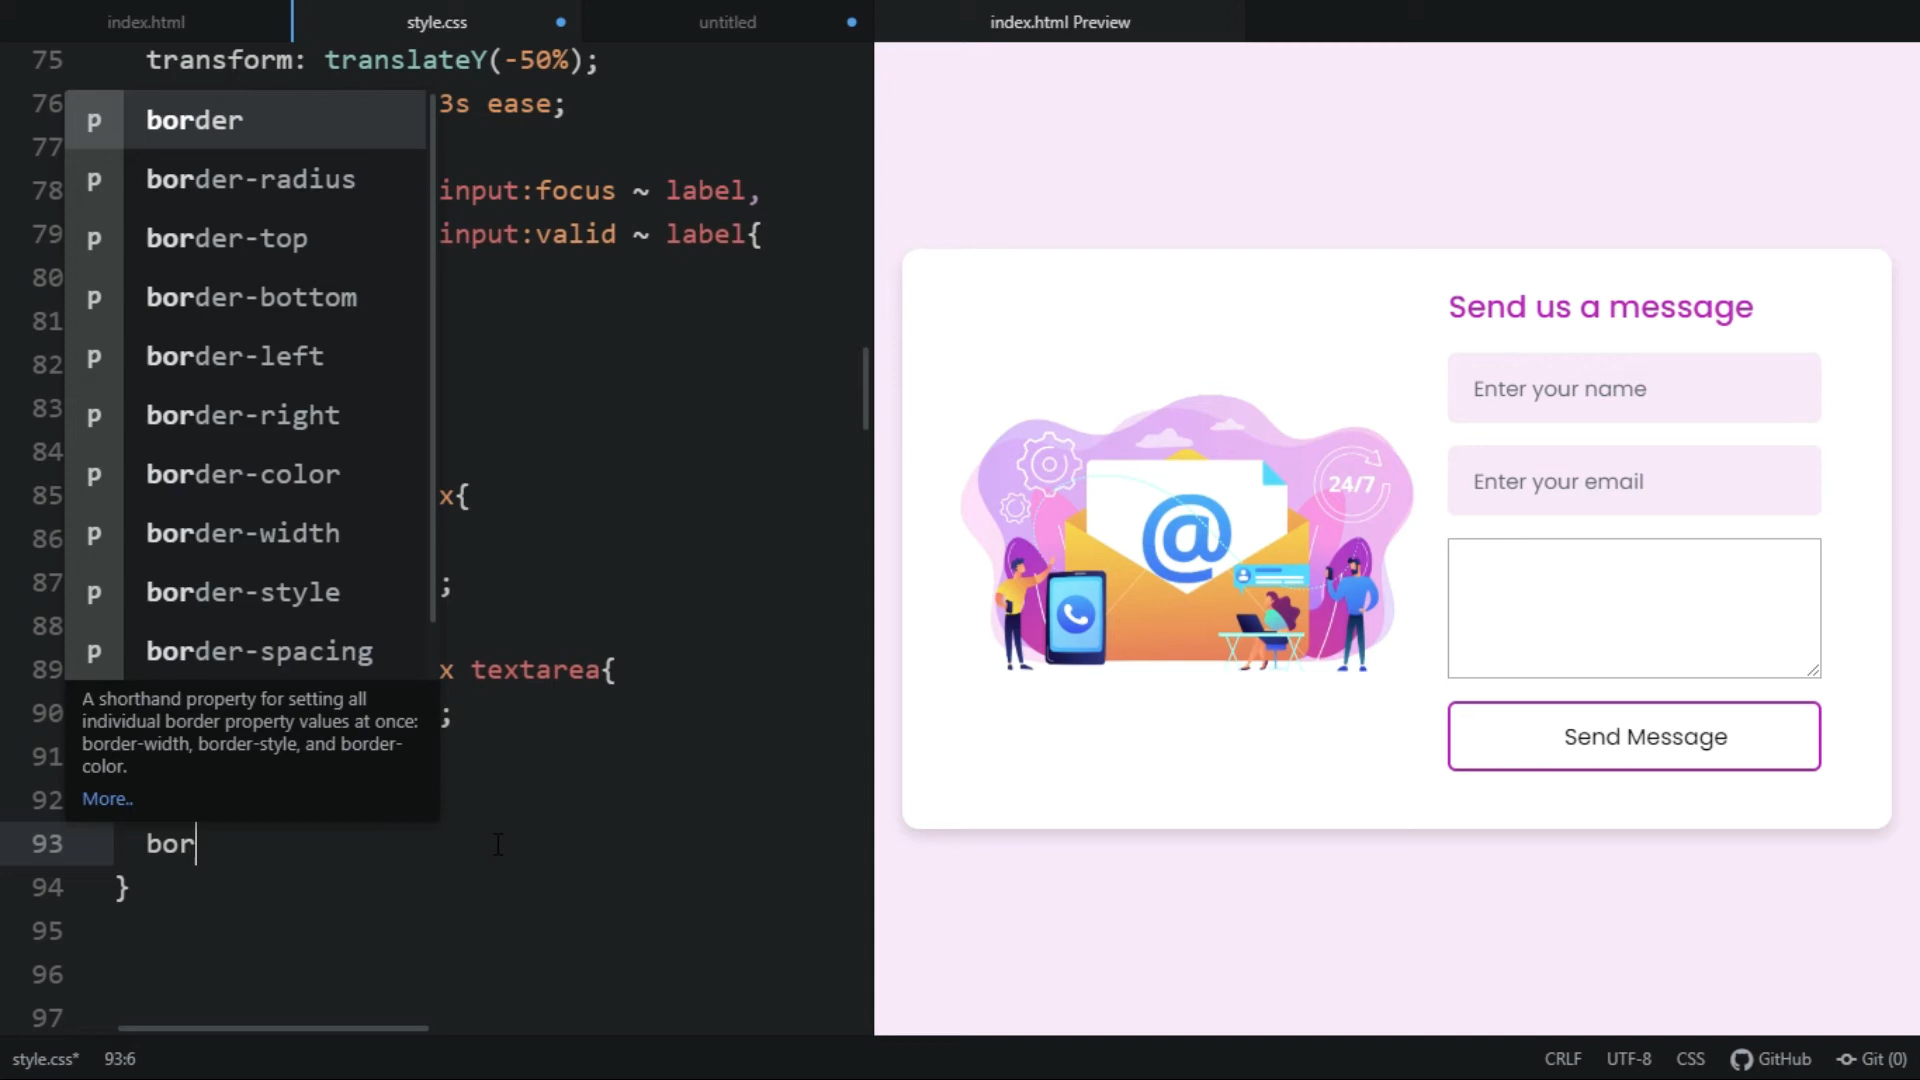 index.html
style.css
untitled
index.html Preview
75 transform: translateY(-50%);
76 3s ease;
77
78 input:focus ~ label,
79 input:valid ~ label{
80
81
82
83
84
85 x{
86
87 ;
88
89 x textarea{
90 ;
91
92
93 bor
94 }
95
96
97
p border
p border-radius
p border-top
p border-bottom
p border-left
p border-right
p border-color
p border-width
p border-style
p border-spacing
A shorthand property for setting all
individual border property values at once:
border-width, border-style, and border-
color.
More..
Send us a message
Enter your name
Enter your email
Send Message
24/7
@
style.css* 93:6
CRLF UTF-8 CSS GitHub Git (0)